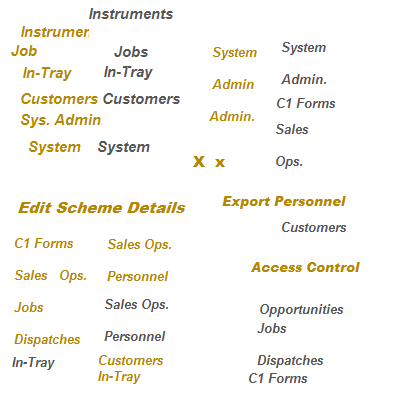 Instruments
Instrumen
Job Jobs
In-Tray In-Tray
Customers Customers
Sys. Admin
System System
System System
Admin Admin.
C1 Forms
Admin.
Sales
X x Ops.
Edit Scheme Details
Export Personnel
Customers
C1 Forms Sales Ops.
Access Control
Sales Ops. Personnel
Jobs Sales Ops.
Opportunities
Jobs
Dispatches Personnel
In-Tray Customers
Dispatches
In-Tray
C1 Forms